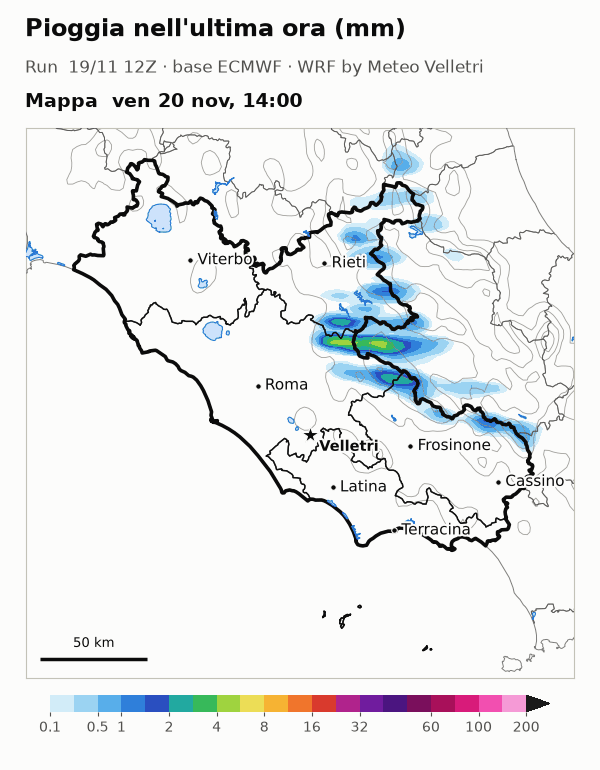 Pioggia nell'ultima ora (mm)
Run  19/11 12Z · base ECMWF · WRF by Meteo Velletri
Mappa  ven 20 nov, 14:00
Viterbo
Rieti
Roma
Velletri
Frosinone
Cassino
Latina
Terracina
50 km
0.1 0.5 1 2 4 8 16 32 60 100 200